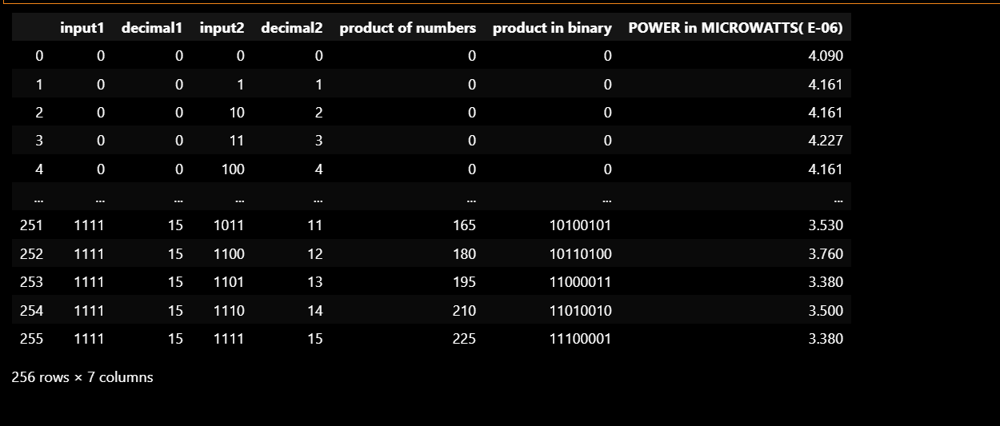 input1 decimal1 input2 decimal2 product of numbers product in binary POWER in MICROWATTS( E-06)
0 0 0 0 0 0 0 4.090
1 0 0 1 1 0 0 4.161
2 0 0 10 2 0 0 4.161
3 0 0 11 3 0 0 4.227
4 0 0 100 4 0 0 4.161
... ... ... ... ... ... ... ...
251 1111 15 1011 11 165 10100101 3.530
252 1111 15 1100 12 180 10110100 3.760
253 1111 15 1101 13 195 11000011 3.380
254 1111 15 1110 14 210 11010010 3.500
255 1111 15 1111 15 225 11100001 3.380
256 rows × 7 columns